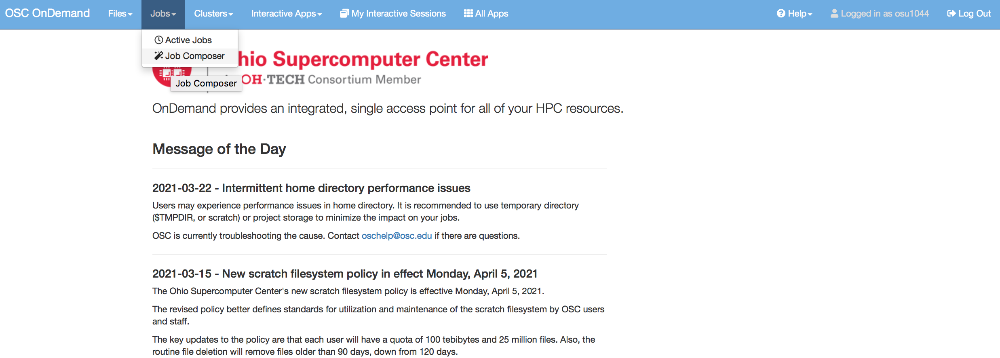 OSC OnDemand Files Jobs Clusters Interactive Apps My Interactive Sessions All Apps Help Logged in as osu1044 Log Out
Active Jobs
Job Composer
hio Supercomputer Center
OH·TECH Consortium Member
Job Composer
OnDemand provides an integrated, single access point for all of your HPC resources.
Message of the Day
2021-03-22 - Intermittent home directory performance issues
Users may experience performance issues in home directory. It is recommended to use temporary directory
($TMPDIR, or scratch) or project storage to minimize the impact on your jobs.
OSC is currently troubleshooting the cause. Contact oschelp@osc.edu if there are questions.
2021-03-15 - New scratch filesystem policy in effect Monday, April 5, 2021
The Ohio Supercomputer Center's new scratch filesystem policy is effective Monday, April 5, 2021.
The revised policy better defines standards for utilization and maintenance of the scratch filesystem by OSC users
and staff.
The key updates to the policy are that each user will have a quota of 100 tebibytes and 25 million files. Also, the
routine file deletion will remove files older than 90 days, down from 120 days.